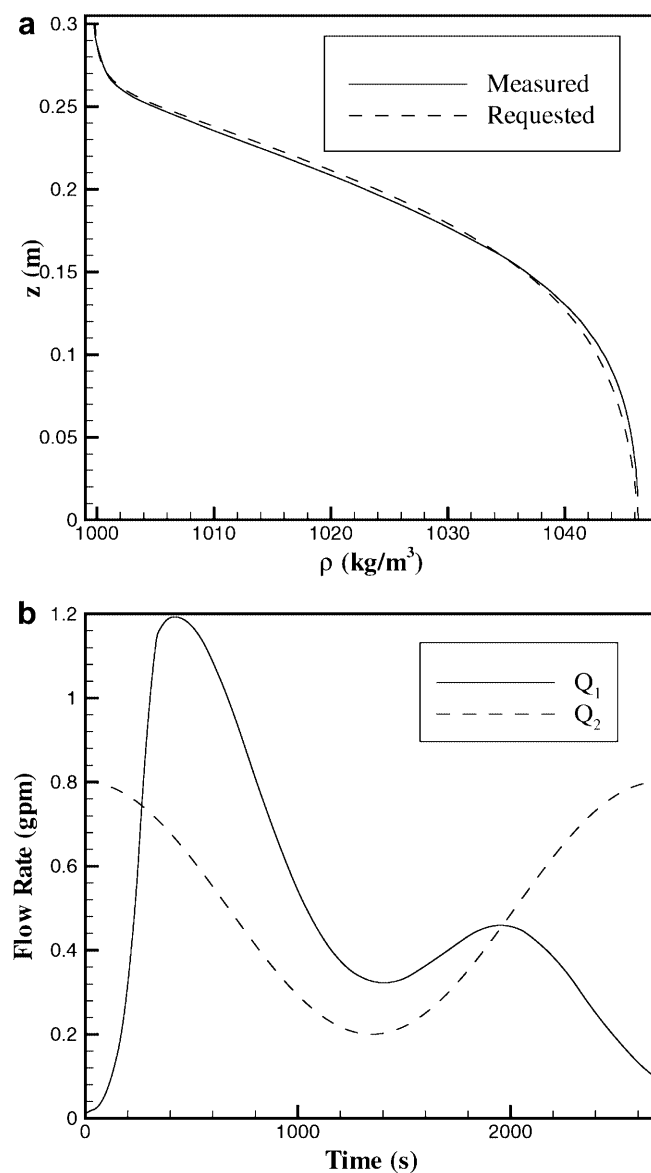 a
0.3
0.25
0.2
0.15
0.1
0.05
0
z (m)
Measured
Requested
1000
1010
1020
1030
1040
ρ (kg/m³)
b
1.2
1
0.8
0.6
0.4
0.2
0
Flow Rate (gpm)
Q₁
Q₂
0
1000
2000
Time (s)